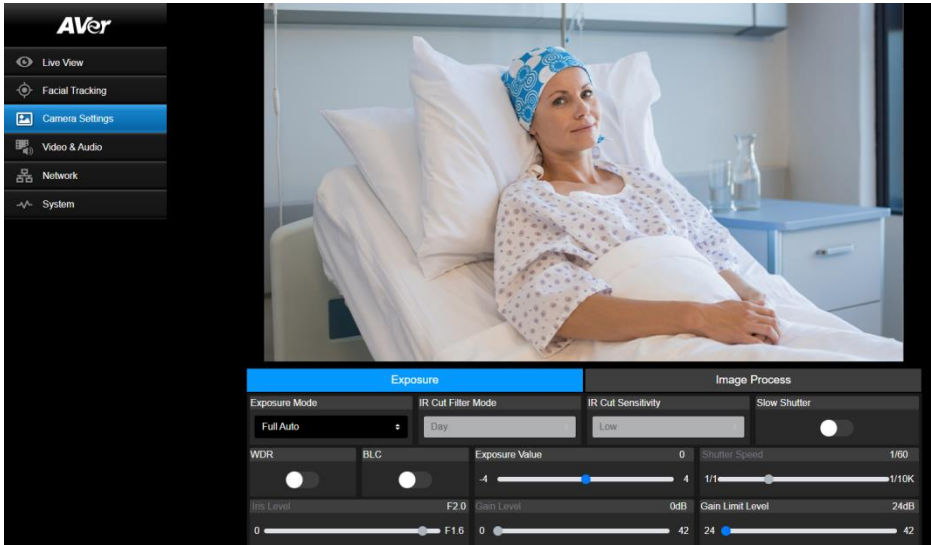 AVer
Live View
Facial Tracking
Camera Settings
Video & Audio
Network
System
Exposure Image Process
Exposure Mode IR Cut Filter Mode IR Cut Sensitivity Slow Shutter
Full Auto Day Low
WDR BLC Exposure Value 0 Shutter Speed 1/60
-4 4 1/1 1/10K
Iris Level F2.0 Gain Level 0dB Gain Limit Level 24dB
0 F1.6 0 42 24 42